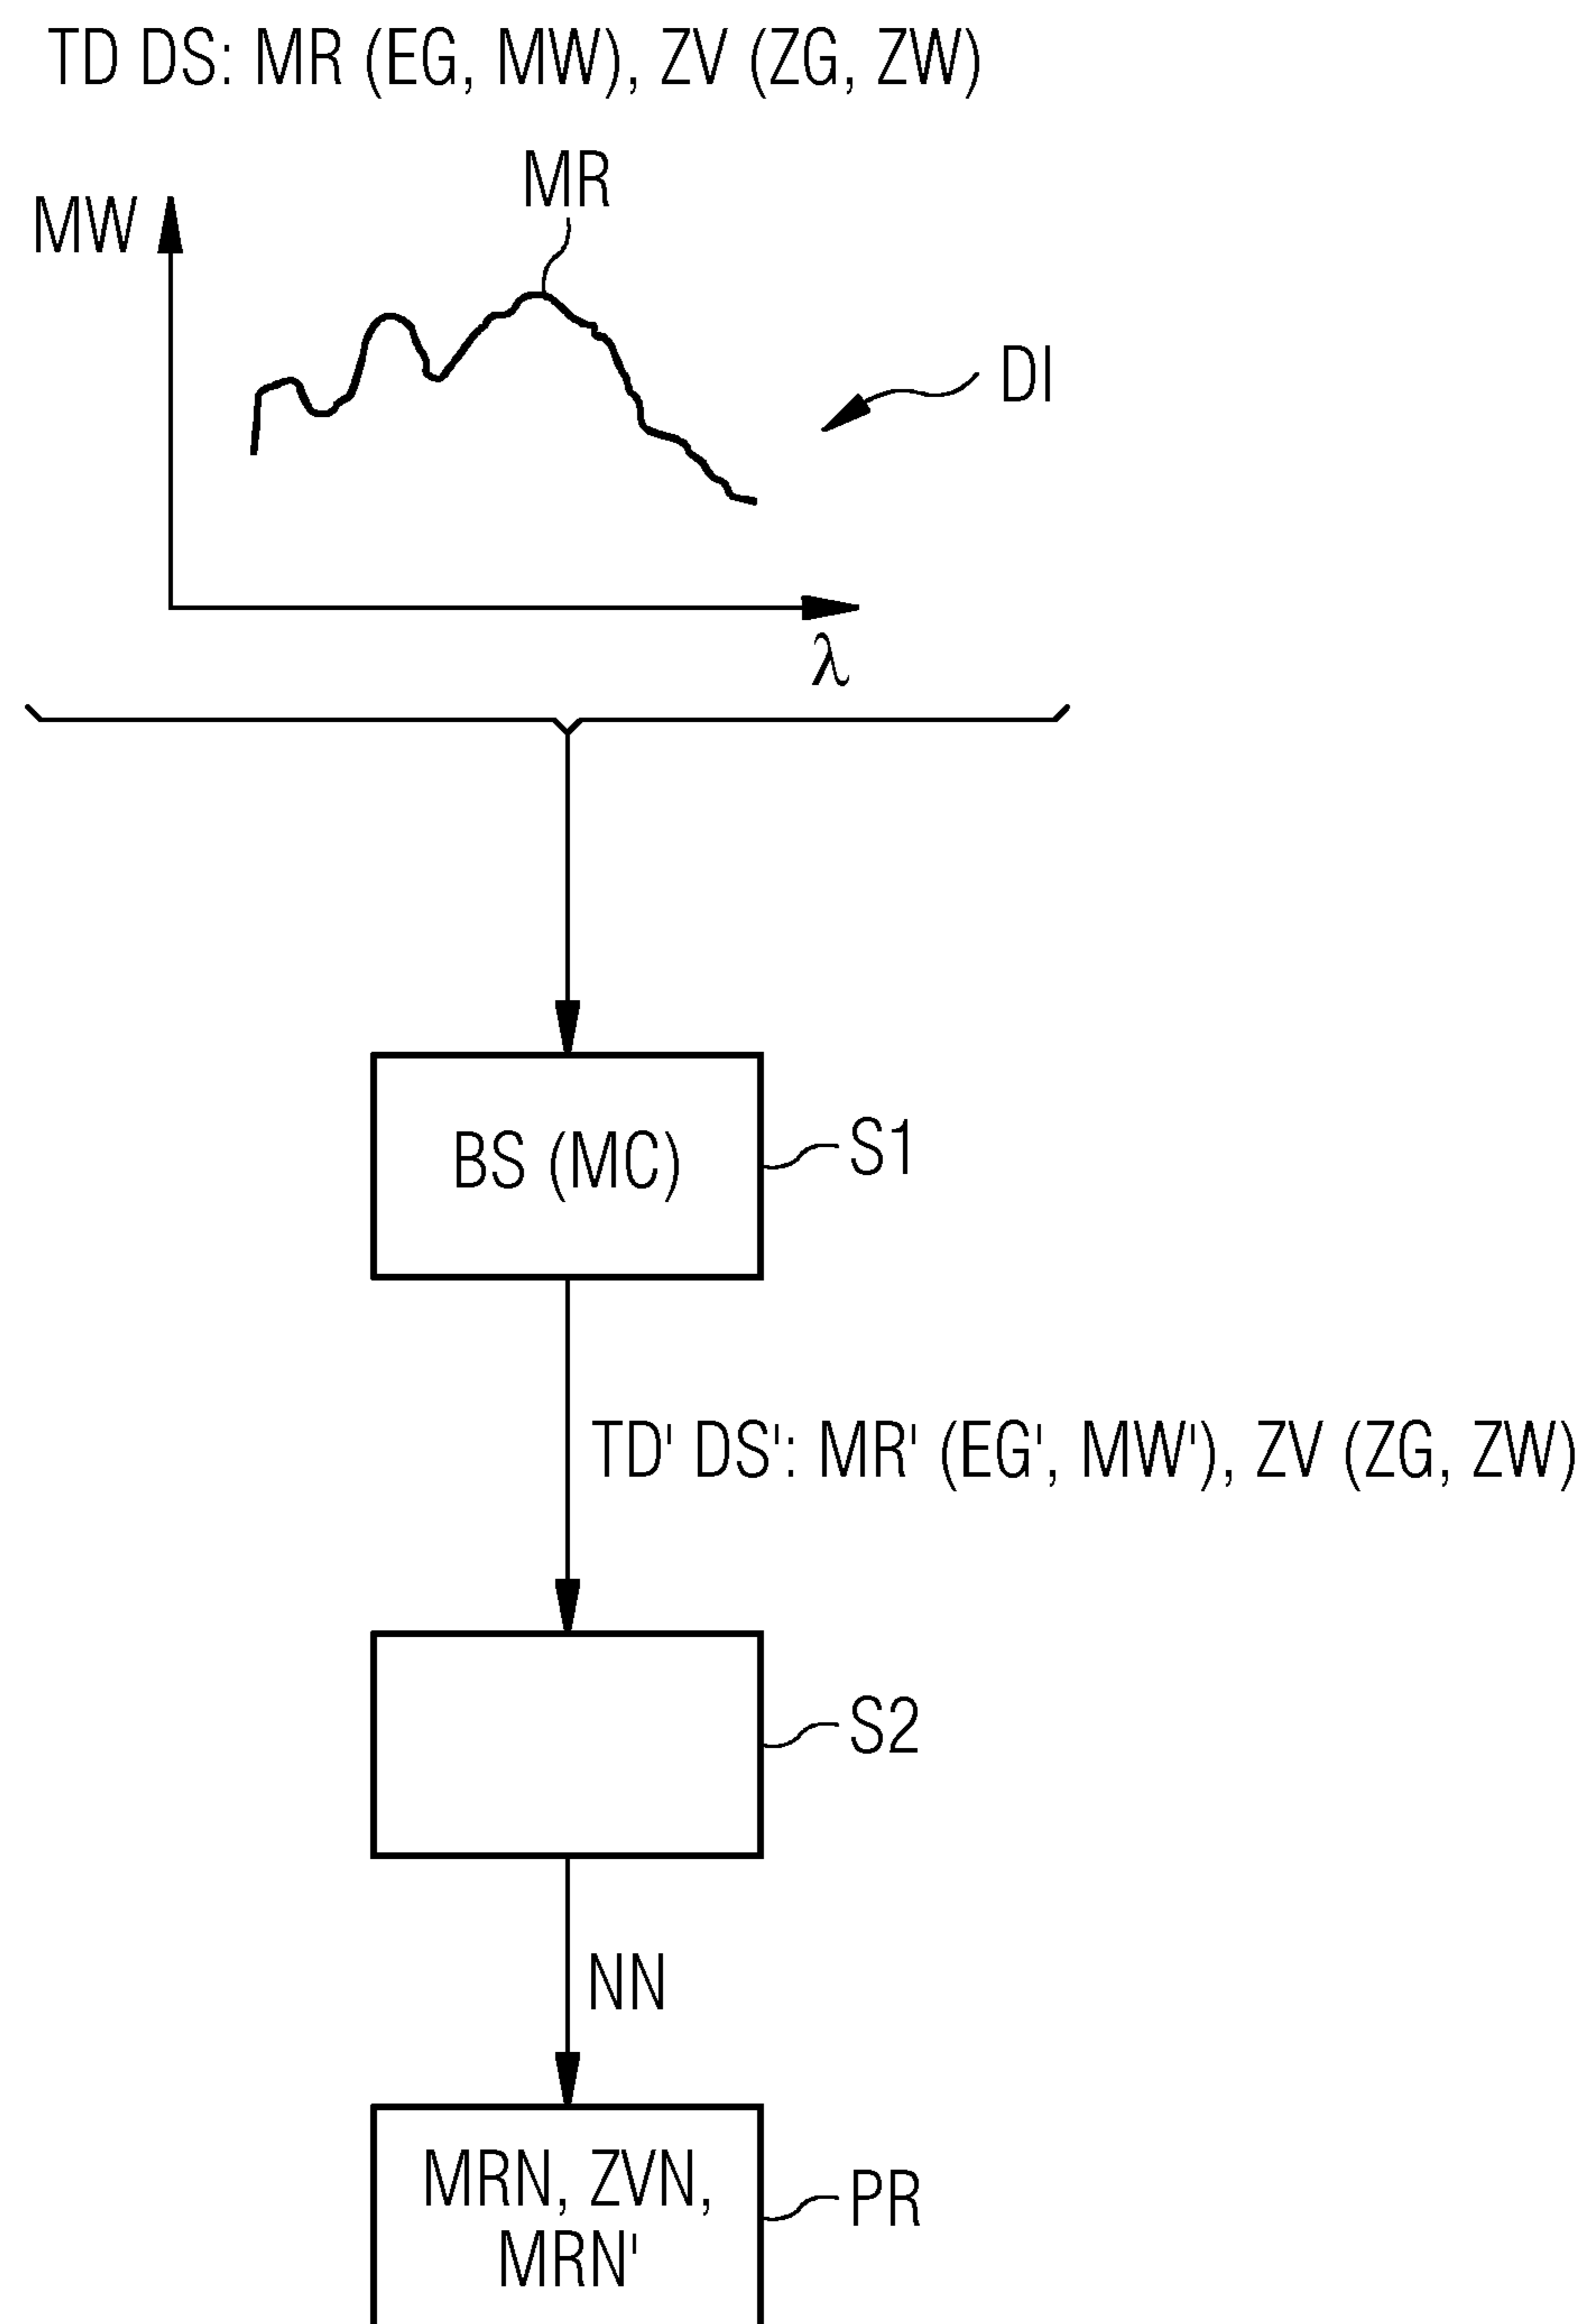 TD DS: MR (EG, MW), ZV (ZG, ZW)
MR
MW
DI
λ
BS (MC)
S1
TD' DS': MR' (EG', MW'), ZV (ZG, ZW)
S2
NN
MRN, ZVN,
MRN'
PR